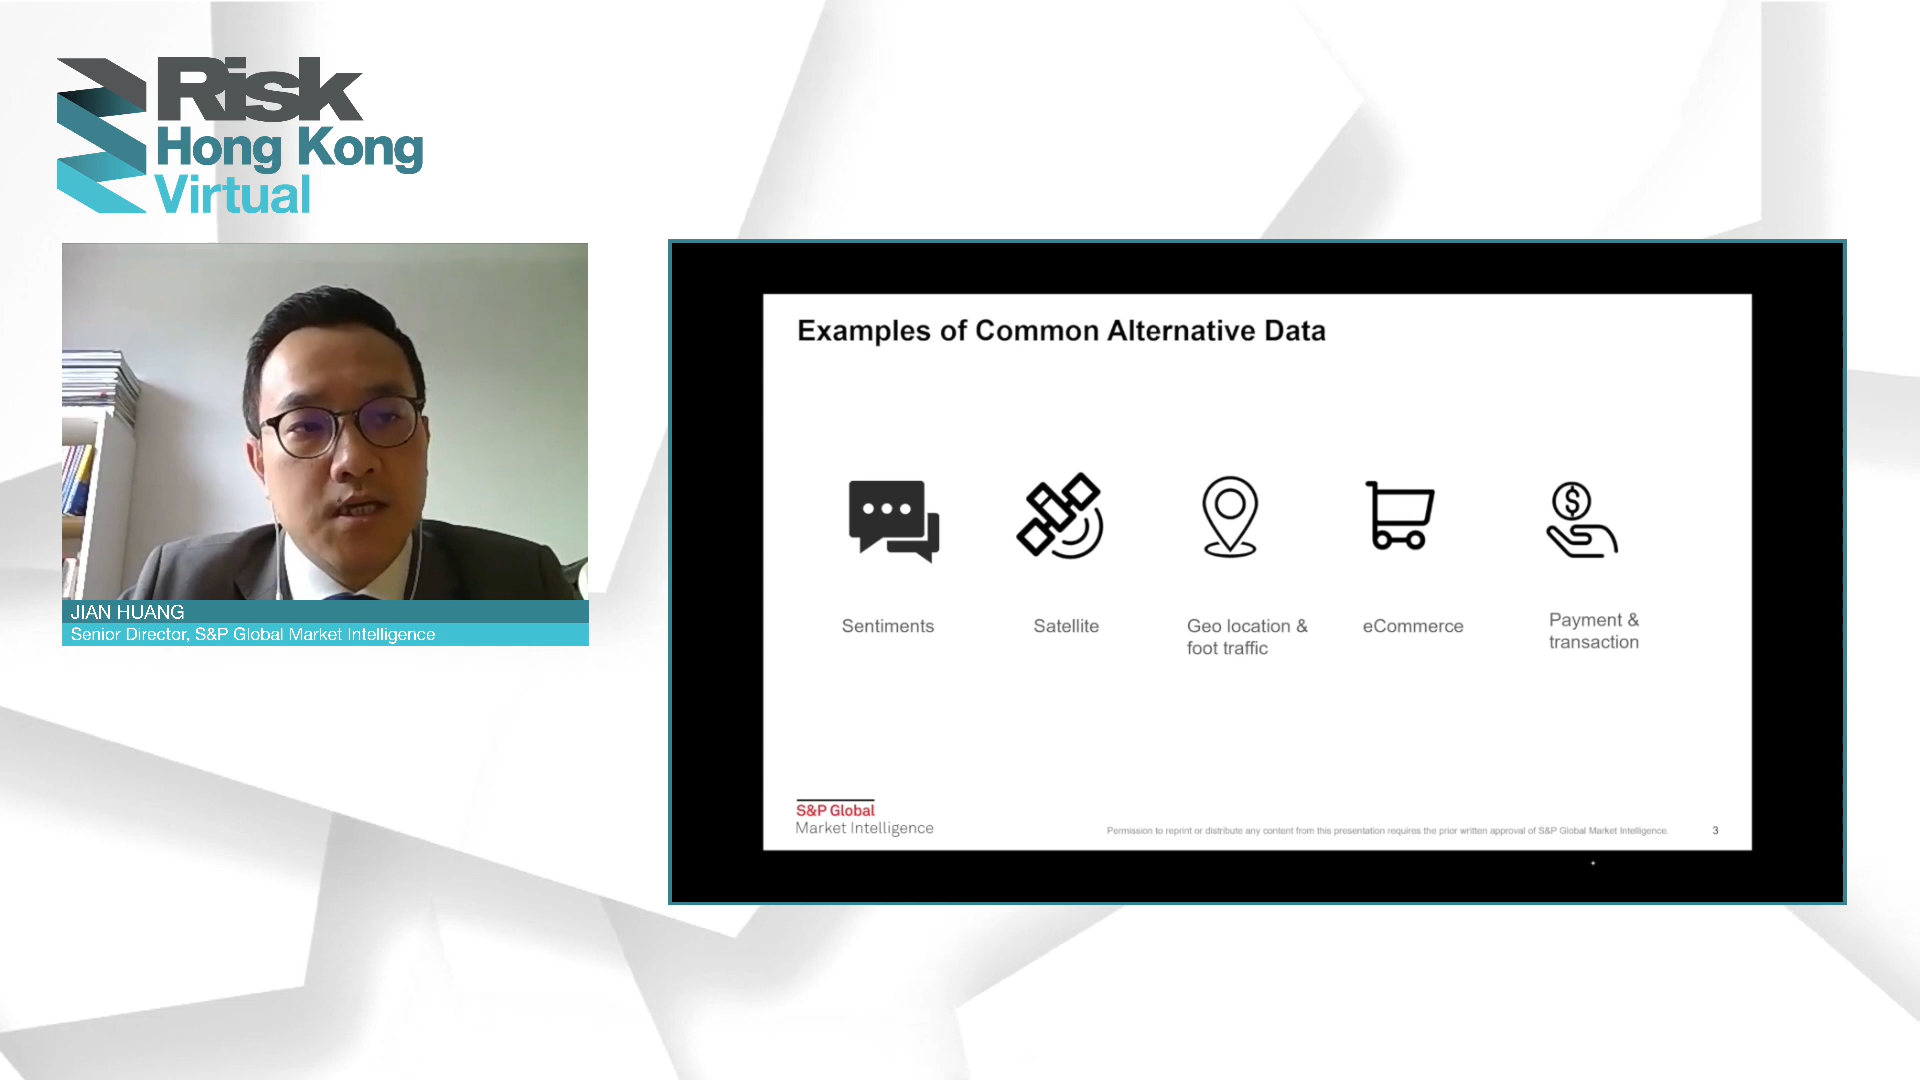 Risk
Hong Kong
Virtual
JIAN HUANG
Senior Director, S&P Global Market Intelligence
Examples of Common Alternative Data
Sentiments
Satellite
Geo location &
foot traffic
eCommerce
Payment &
transaction
S&P Global
Market Intelligence
Permission to reprint or distribute any content from this presentation requires the prior written approval of S&P Global Market Intelligence.
3